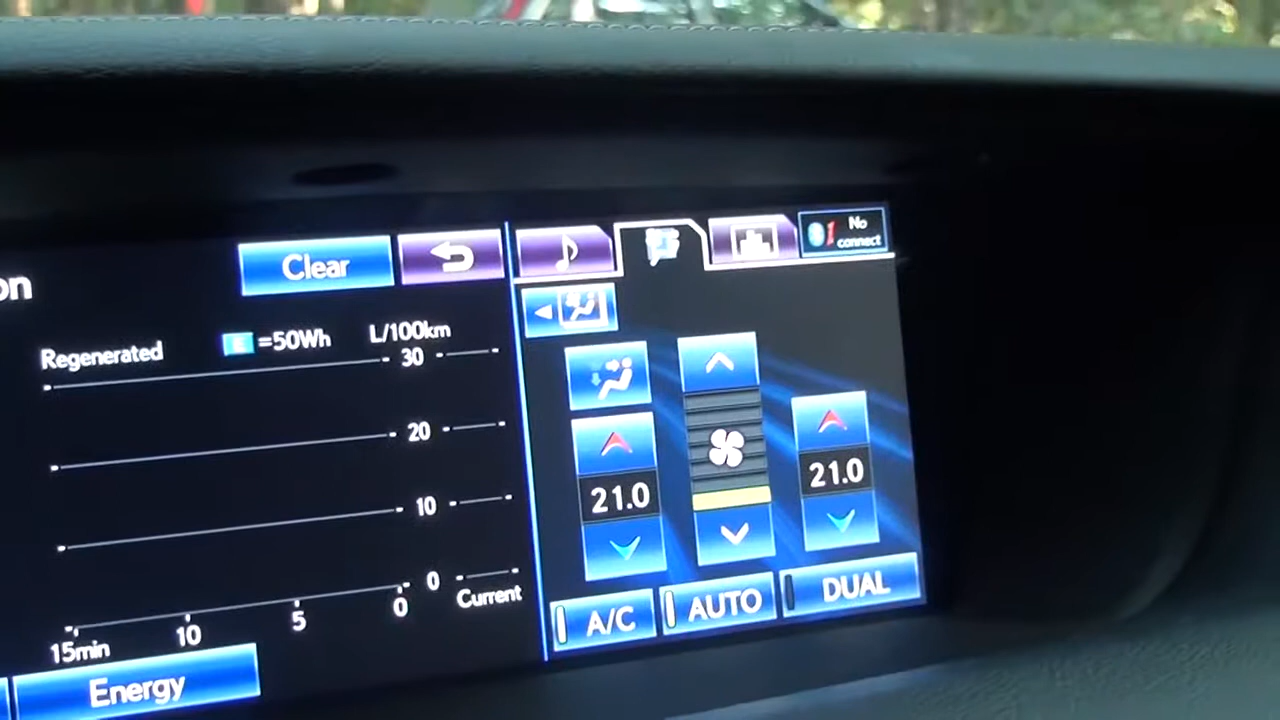 on
Clear
No
connect
Regenerated
E =50Wh
L/100km
30
20
10
0
Current
15min
10
5
0
Energy
21.0
21.0
A/C
AUTO
DUAL